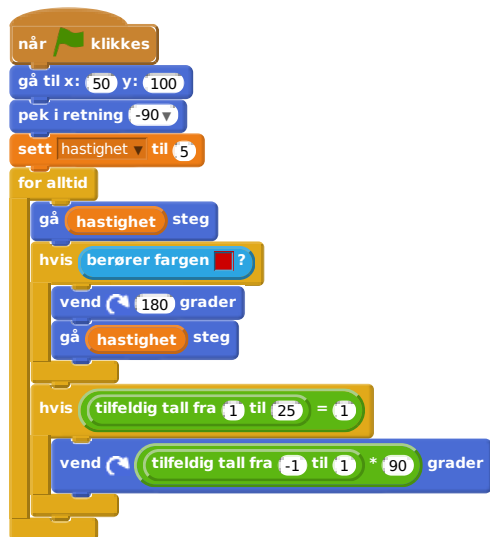 når klikkes
gå til x: 50 y: 100
pek i retning -90
sett hastighet til 5
for alltid
gå hastighet steg
hvis berører fargen ?
vend 180 grader
gå hastighet steg
hvis tilfeldig tall fra 1 til 25 = 1
vend tilfeldig tall fra -1 til 1 * 90 grader